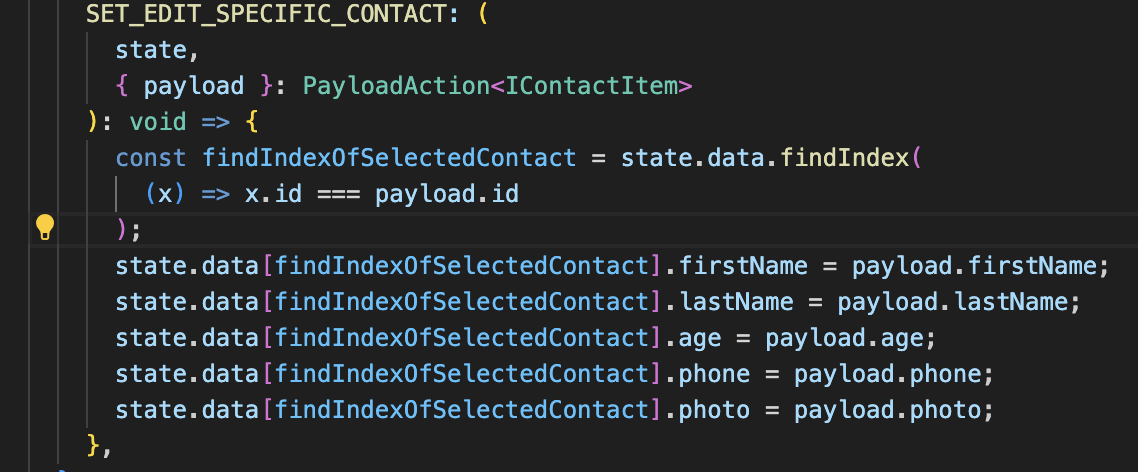 SET_EDIT_SPECIFIC_CONTACT: (
state,
{ payload }: PayloadAction<IContactItem>
): void => {
const findIndexOfSelectedContact = state.data.findIndex(
(x) => x.id === payload.id
);
state.data[findIndexOfSelectedContact].firstName = payload.firstName;
state.data[findIndexOfSelectedContact].lastName = payload.lastName;
state.data[findIndexOfSelectedContact].age = payload.age;
state.data[findIndexOfSelectedContact].phone = payload.phone;
state.data[findIndexOfSelectedContact].photo = payload.photo;
},